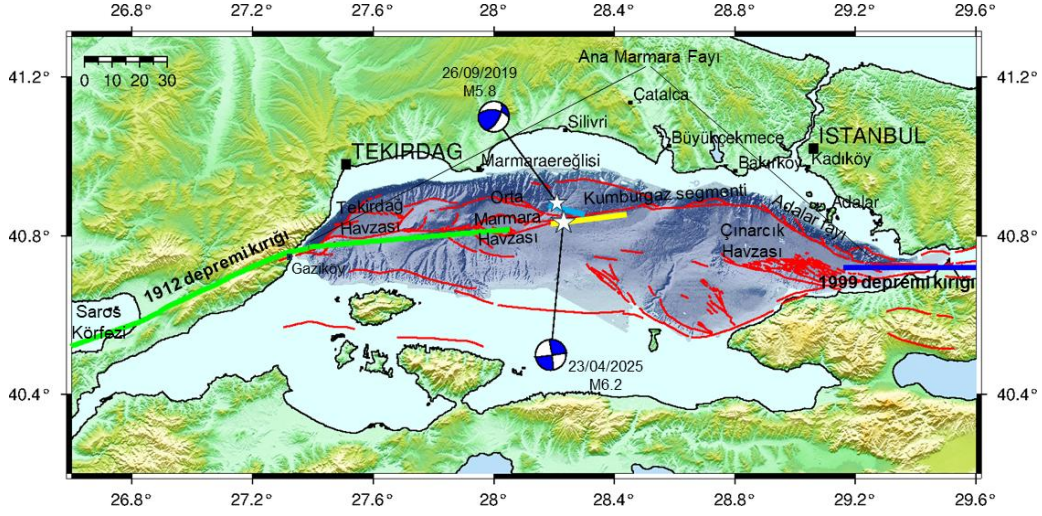 26.8° 27.2° 27.6° 28° 28.4° 28.8° 29.2° 29.6°
0 10 20 30
Ana Marmara Fayı
26/09/2019
M5.8
41.2° 41.2°
Çatalca
Silivri
Büyükçekmece
ISTANBUL
TEKIRDAG
Marmaraereğlisi
Bakırköy
Kadıköy
Orta
Marmara
Havzası
Kumburgaz segmenti
Adalar
Adalar fayı
Tekirdağ
Havzası
Çınarcık
Havzası
40.8° 40.8°
1912 depremi kırığı
Gaziköy
1999 depremi kırığı
Saros
Körfezi
23/04/2025
M6.2
40.4° 40.4°
26.8° 27.2° 27.6° 28° 28.4° 28.8° 29.2° 29.6°